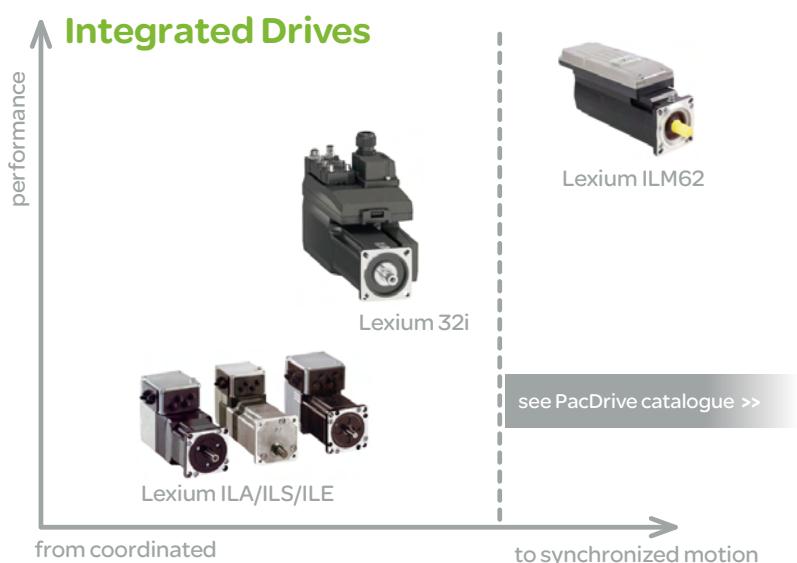 Integrated Drives
performance
Lexium ILM62
Lexium 32i
see PacDrive catalogue >>
Lexium ILA/ILS/ILE
from coordinated
to synchronized motion